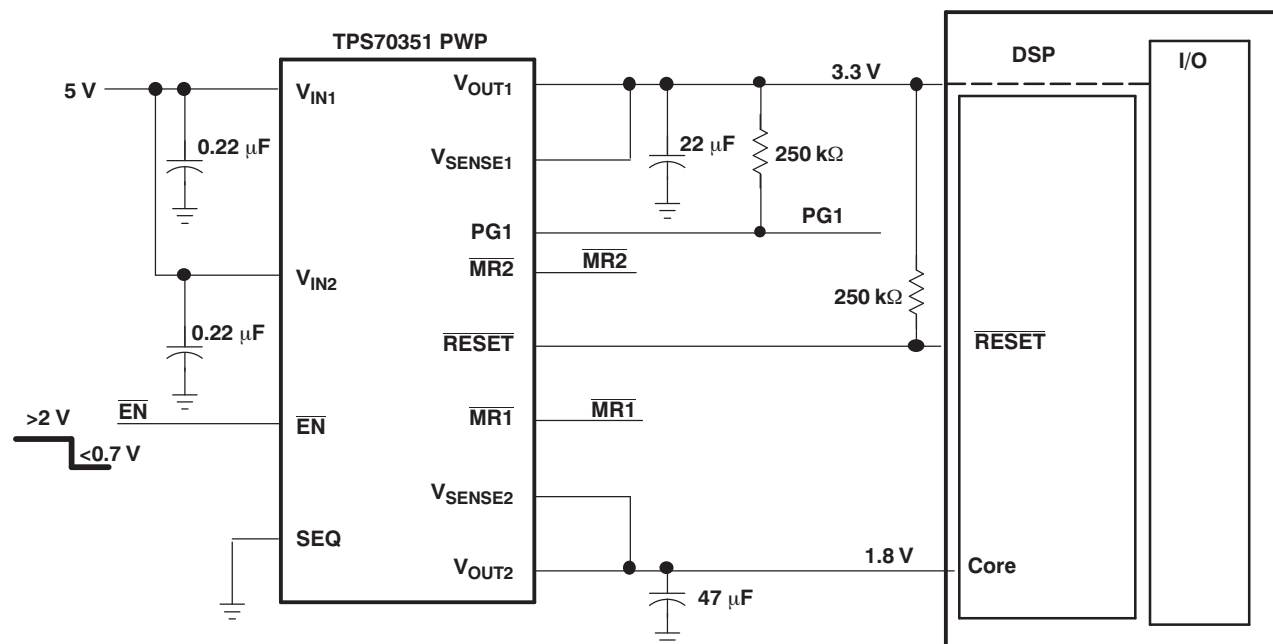 TPS70351 PWP
DSP
I/O
5 V
VIN1
VOUT1
3.3 V
0.22 μF
VSENSE1
22 μF
250 kΩ
PG1
PG1
MR2
MR2
VIN2
250 kΩ
0.22 μF
RESET
RESET
>2 V
EN
EN
MR1
MR1
<0.7 V
VSENSE2
SEQ
VOUT2
1.8 V
Core
47 μF